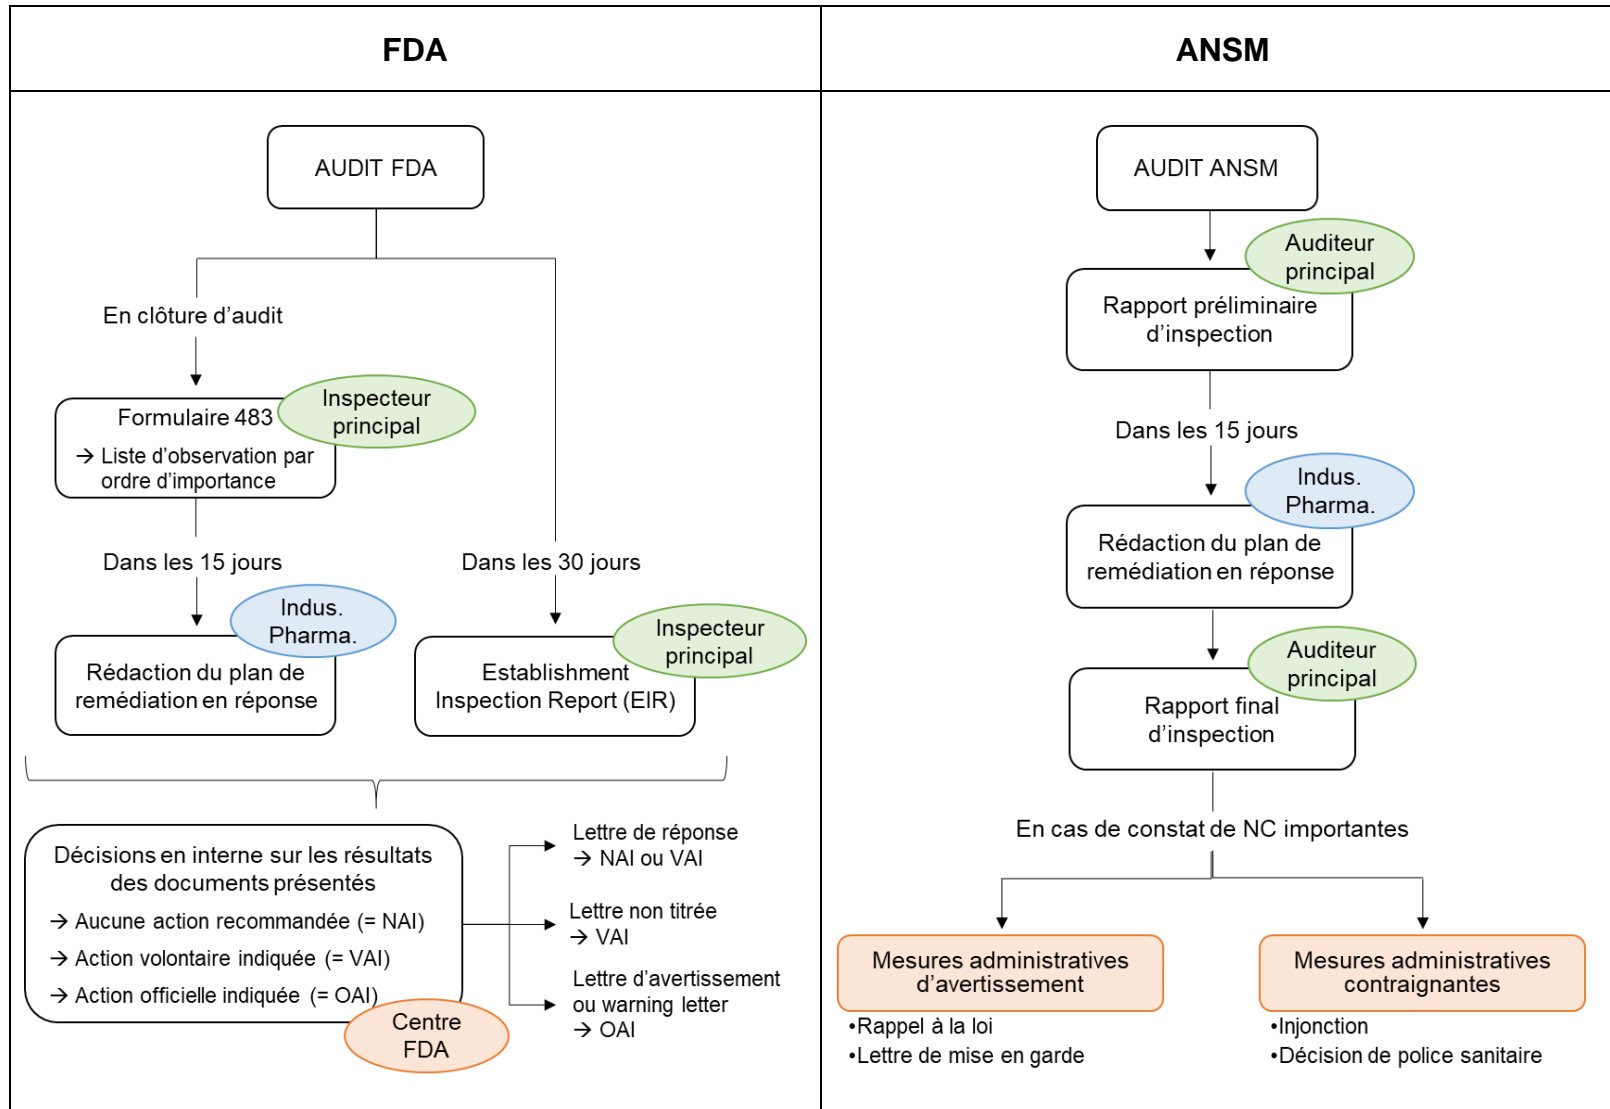 FDA
AUDIT FDA
En clôture d’audit
Inspecteur
principal
Formulaire 483
→ Liste d’observation par
ordre d’importance
Dans les 15 jours
Dans les 30 jours
Indus.
Pharma.
Rédaction du plan de
remédiation en réponse
Inspecteur
principal
Establishment
Inspection Report (EIR)
Décisions en interne sur les résultats
des documents présentés
→ Aucune action recommandée (= NAI)
→ Action volontaire indiquée (= VAI)
→ Action officielle indiquée (= OAI)
Centre
FDA
Lettre de réponse
→ NAI ou VAI
Lettre non titrée
→ VAI
Lettre d’avertissement
ou warning letter
→ OAI
ANSM
AUDIT ANSM
Auditeur
principal
Rapport préliminaire
d’inspection
Dans les 15 jours
Indus.
Pharma.
Rédaction du plan de
remédiation en réponse
Auditeur
principal
Rapport final
d’inspection
En cas de constat de NC importantes
Mesures administratives
d’avertissement
•Rappel à la loi
•Lettre de mise en garde
Mesures administratives
contraignantes
•Injonction
•Décision de police sanitaire